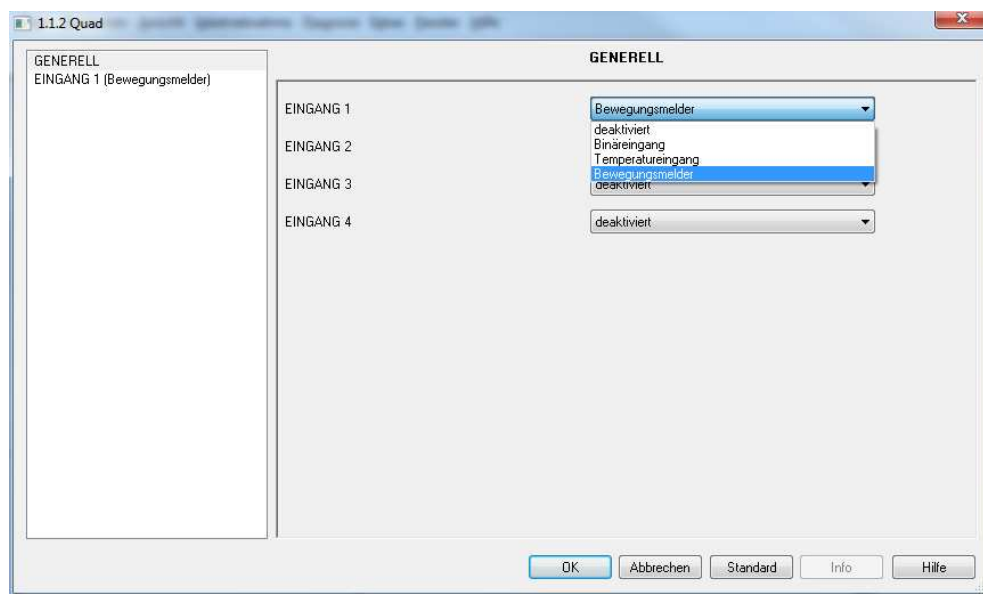 1.1.2 Quad
GENERELL
EINGANG 1 (Bewegungsmelder)
GENERELL
EINGANG 1
Bewegungsmelder
deaktiviert
Binäreingang
Temperatureingang
Bewegungsmelder
EINGANG 2
EINGANG 3
deaktiviert
EINGANG 4
deaktiviert
OK
Abbrechen
Standard
Info
Hilfe